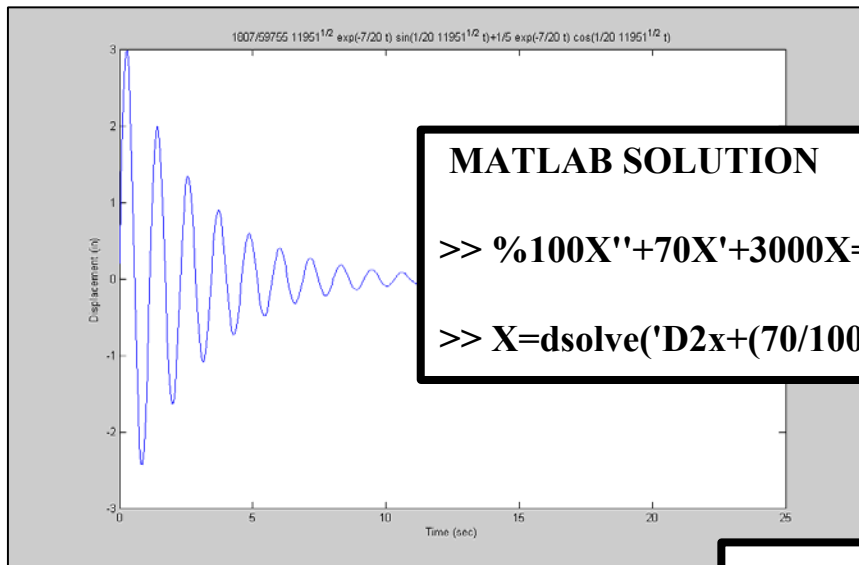 1807/59755 11951^1/2 exp(-7/20 t) sin(1/20 11951^1/2 t)+1/5 exp(-7/20 t) cos(1/20 11951^1/2 t)
3
2
1
0
-1
-2
-3
Displacement (in)
0 5 10 15 20 25
Time (sec)
MATLAB SOLUTION
>> %100X''+70X'+3000X=
>> X=dsolve('D2x+(70/100